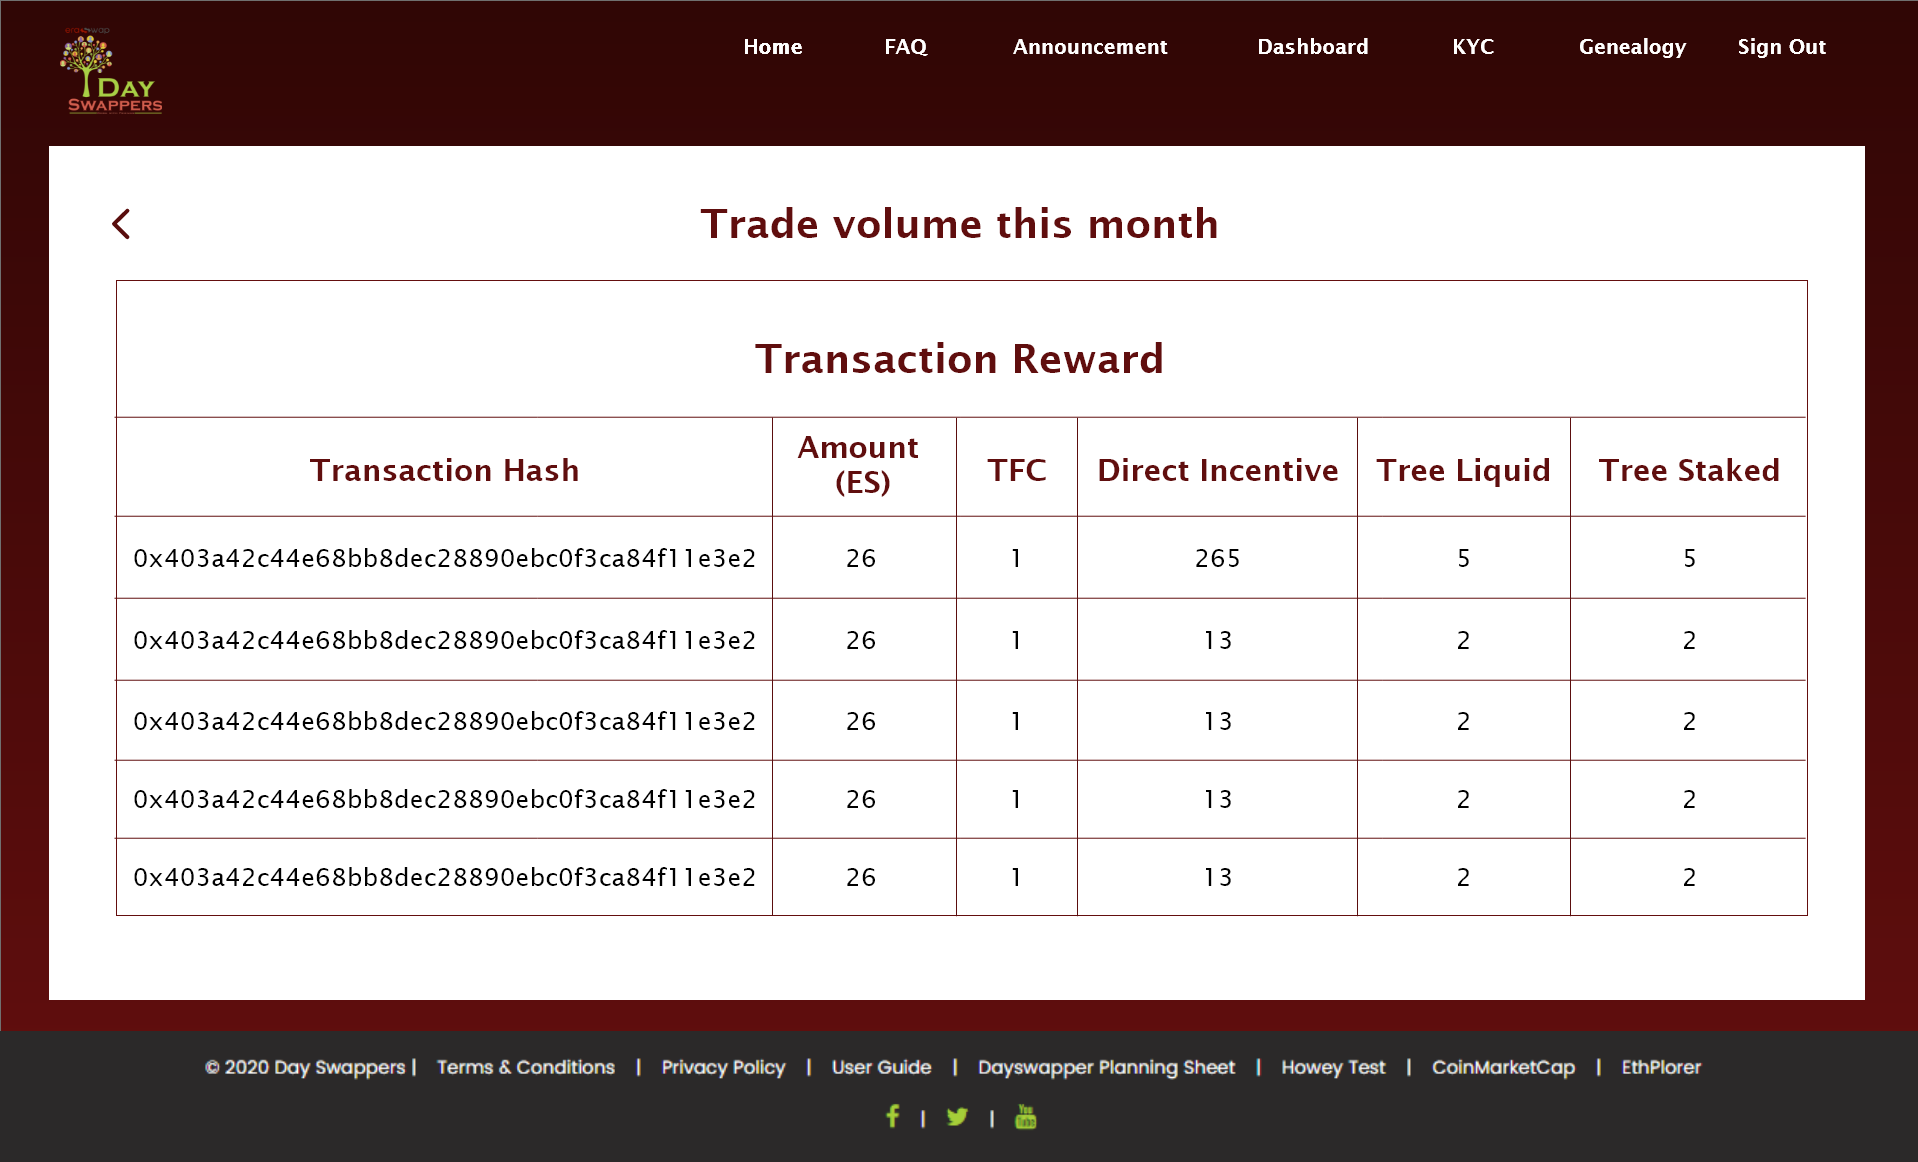 eraswap
DAY
SWAPPERS
Home FAQ Announcement Dashboard KYC Genealogy Sign Out
Trade volume this month
Transaction Reward
Transaction Hash Amount (ES) TFC Direct Incentive Tree Liquid Tree Staked
0x403a42c44e68bb8dec28890ebc0f3ca84f11e3e2 26 1 265 5 5
0x403a42c44e68bb8dec28890ebc0f3ca84f11e3e2 26 1 13 2 2
0x403a42c44e68bb8dec28890ebc0f3ca84f11e3e2 26 1 13 2 2
0x403a42c44e68bb8dec28890ebc0f3ca84f11e3e2 26 1 13 2 2
0x403a42c44e68bb8dec28890ebc0f3ca84f11e3e2 26 1 13 2 2
© 2020 Day Swappers | Terms & Conditions | Privacy Policy | User Guide | Dayswapper Planning Sheet | Howey Test | CoinMarketCap | EthPlorer
| | You Tube